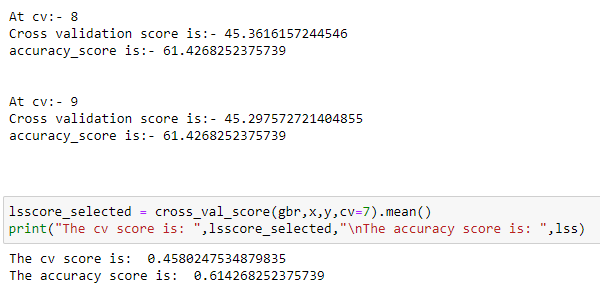 At cv:- 8
Cross validation score is:- 45.3616157244546
accuracy_score is:- 61.4268252375739
At cv:- 9
Cross validation score is:- 45.297572721404855
accuracy_score is:- 61.4268252375739
lsscore_selected = cross_val_score(gbr,x,y,cv=7).mean()
print("The cv score is: ",lsscore_selected,"\nThe accuracy score is: ",lss)
The cv score is:  0.4580247534879835
The accuracy score is:  0.614268252375739